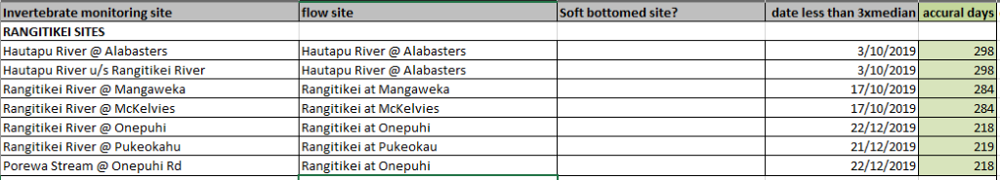 Invertebrate monitoring site flow site Soft bottomed site? date less than 3xmedian accural days
RANGITIKEI SITES
Hautapu River @ Alabasters Hautapu River @ Alabasters 3/10/2019 298
Hautapu River u/s Rangitikei River Hautapu River @ Alabasters 3/10/2019 298
Rangitikei River @ Mangaweka Rangitikei at Mangaweka 17/10/2019 284
Rangitikei River @ McKelvies Rangitikei at McKelvies 17/10/2019 284
Rangitikei River @ Onepuhi Rangitikei at Onepuhi 22/12/2019 218
Rangitikei River @ Pukeokahu Rangitikei at Pukeokau 21/12/2019 219
Porewa Stream @ Onepuhi Rd Rangitikei at Onepuhi 22/12/2019 218